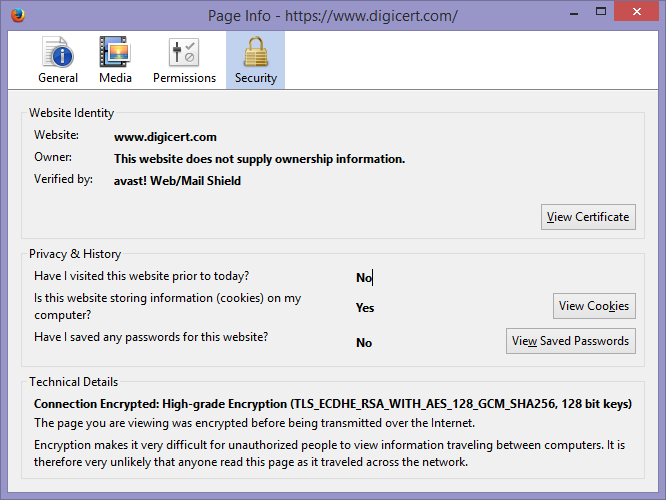 Page Info - https://www.digicert.com/
General Media Permissions Security
Website Identity
Website: www.digicert.com
Owner: This website does not supply ownership information.
Verified by: avast! Web/Mail Shield
View Certificate
Privacy & History
Have I visited this website prior to today? No
Is this website storing information (cookies) on my
computer? Yes View Cookies
Have I saved any passwords for this website? No View Saved Passwords
Technical Details
Connection Encrypted: High-grade Encryption (TLS_ECDHE_RSA_WITH_AES_128_GCM_SHA256, 128 bit keys)
The page you are viewing was encrypted before being transmitted over the Internet.
Encryption makes it very difficult for unauthorized people to view information traveling between computers. It is
therefore very unlikely that anyone read this page as it traveled across the network.